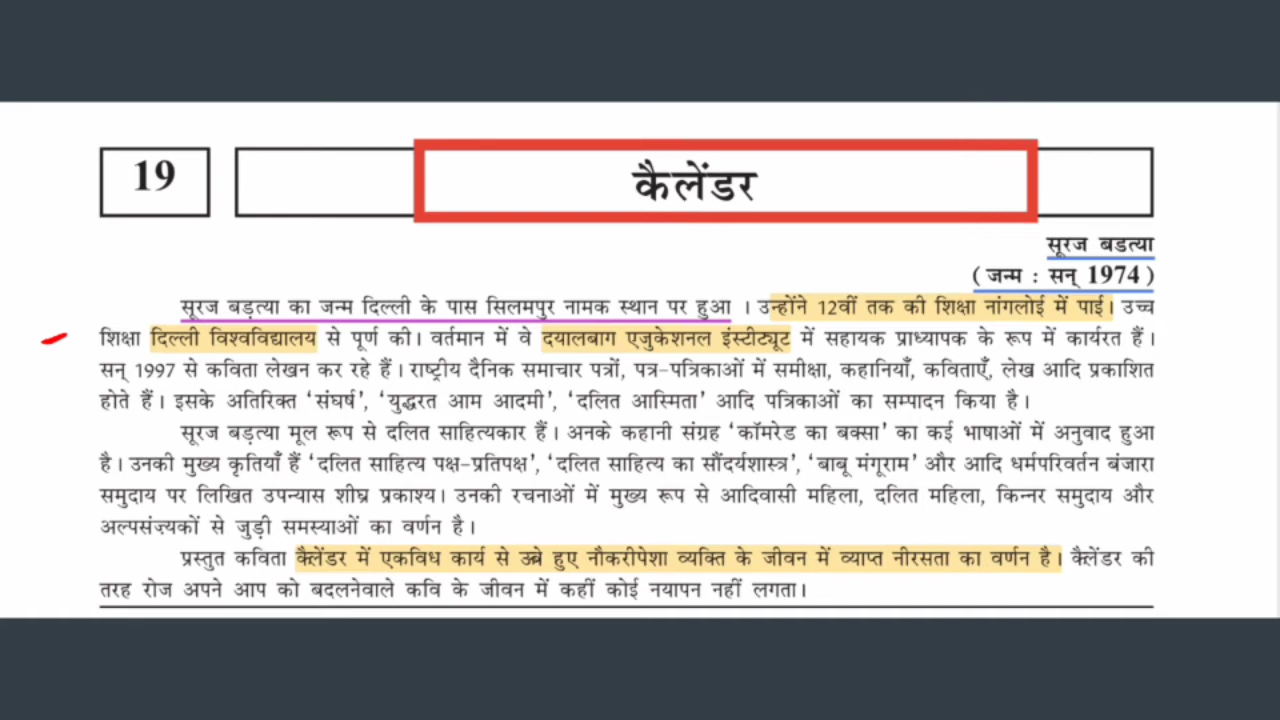 19
कैलेंडर
सूरज बडत्या
( जन्म : सन् 1974 )
सूरज बड़त्या का जन्म दिल्ली के पास सिलमपुर नामक स्थान पर हुआ । उन्होंने 12वीं तक की शिक्षा नांगलोई में पाई। उच्च
शिक्षा दिल्ली विश्वविद्यालय से पूर्ण की। वर्तमान में वे दयालबाग एजुकेशनल इंस्टीट्यूट में सहायक प्राध्यापक के रूप में कार्यरत हैं।
सन् 1997 से कविता लेखन कर रहे हैं। राष्ट्रीय दैनिक समाचार पत्रों, पत्र-पत्रिकाओं में समीक्षा, कहानियाँ, कविताएँ, लेख आदि प्रकाशित
होते हैं। इसके अतिरिक्त ‘संघर्ष’, ‘युद्धरत आम आदमी’, ‘दलित आस्मिता’ आदि पत्रिकाओं का सम्पादन किया है।
सूरज बड़त्या मूल रूप से दलित साहित्यकार हैं। अनके कहानी संग्रह ‘कॉमरेड का बक्सा’ का कई भाषाओं में अनुवाद हुआ
है। उनकी मुख्य कृतियाँ हैं ‘दलित साहित्य पक्ष-प्रतिपक्ष’, ‘दलित साहित्य का सौंदर्यशास्त्र’, ‘बाबू मंगूराम’ और आदि धर्मपरिवर्तन बंजारा
समुदाय पर लिखित उपन्यास शीघ्र प्रकाश्य। उनकी रचनाओं में मुख्य रूप से आदिवासी महिला, दलित महिला, किन्नर समुदाय और
अल्पसंज्यकों से जुड़ी समस्याओं का वर्णन है।
प्रस्तुत कविता कैलेंडर में एकविध कार्य से उब्रे हुए नौकरीपेशा व्यक्ति के जीवन में व्याप्त नीरसता का वर्णन है। कैलेंडर की
तरह रोज अपने आप को बदलनेवाले कवि के जीवन में कहीं कोई नयापन नहीं लगता।